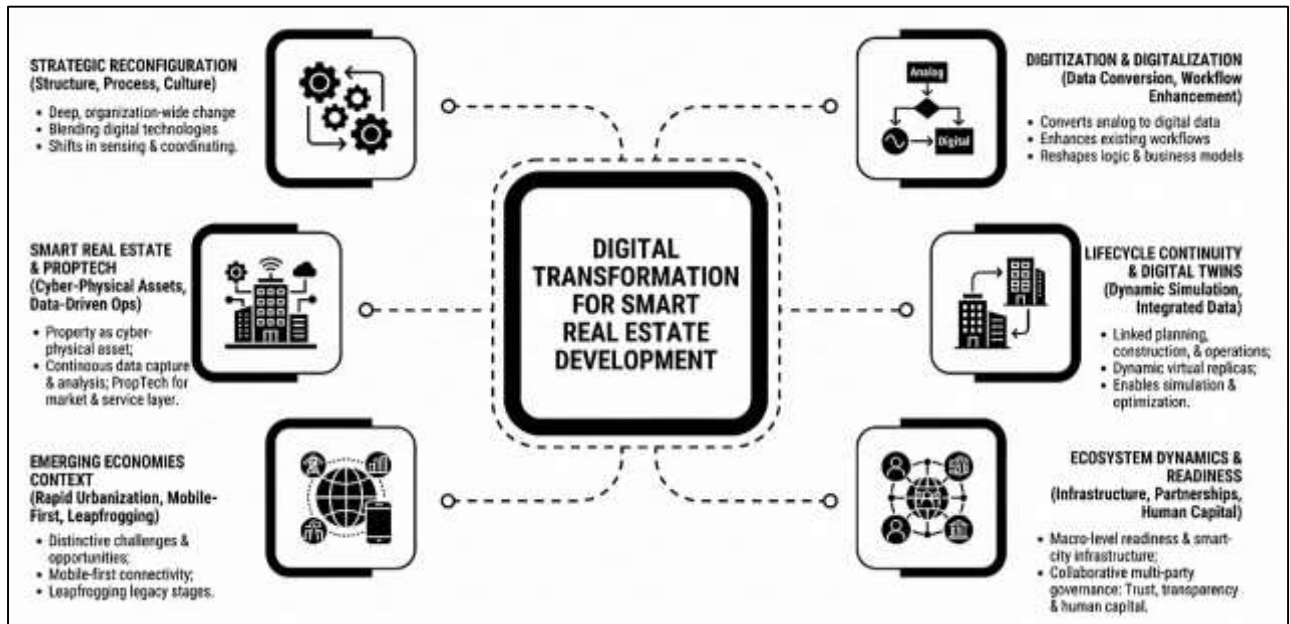 STRATEGIC RECONFIGURATION
(Structure, Process, Culture)
• Deep, organization-wide change
• Blending digital technologies
• Shifts in sensing & coordinating.
SMART REAL ESTATE
& PROPTECH
(Cyber-Physical Assets,
Data-Driven Ops)
• Property as cyber-
physical asset;
• Continoous data capture
& analysis; PropTech for
market & service layer.
EMERGING ECONOMIES
CONTEXT
(Rapid Urbanization, Mobile-
First, Leapfrogging)
• Distinctive challenges &
opportunities;
• Mobile-first connectivity;
• Leapfrogging legacy stages.
DIGITAL
TRANSFORMATION
FOR SMART
REAL ESTATE
DEVELOPMENT
Analog
Digital
DIGITIZATION & DIGITALIZATION
(Data Conversion, Workflow
Enhancement)
• Converts analog to digital data
• Enhances existing workflows
• Reshapes logic & business models
LIFECYCLE CONTINUITY
& DIGITAL TWINS
(Dynamic Simulation,
Integrated Data)
• Linked planning,
construction, & operations;
• Dynamic virtual replicas;
• Enables simulation &
optimization.
ECOSYSTEM DYNAMICS &
READINESS
(Infrastructure, Partnerships,
Human Capital)
• Macro-level readiness & smart-
city infrastructure;
• Collaborative multi-party
governance: Trust, transparency
& human capital.